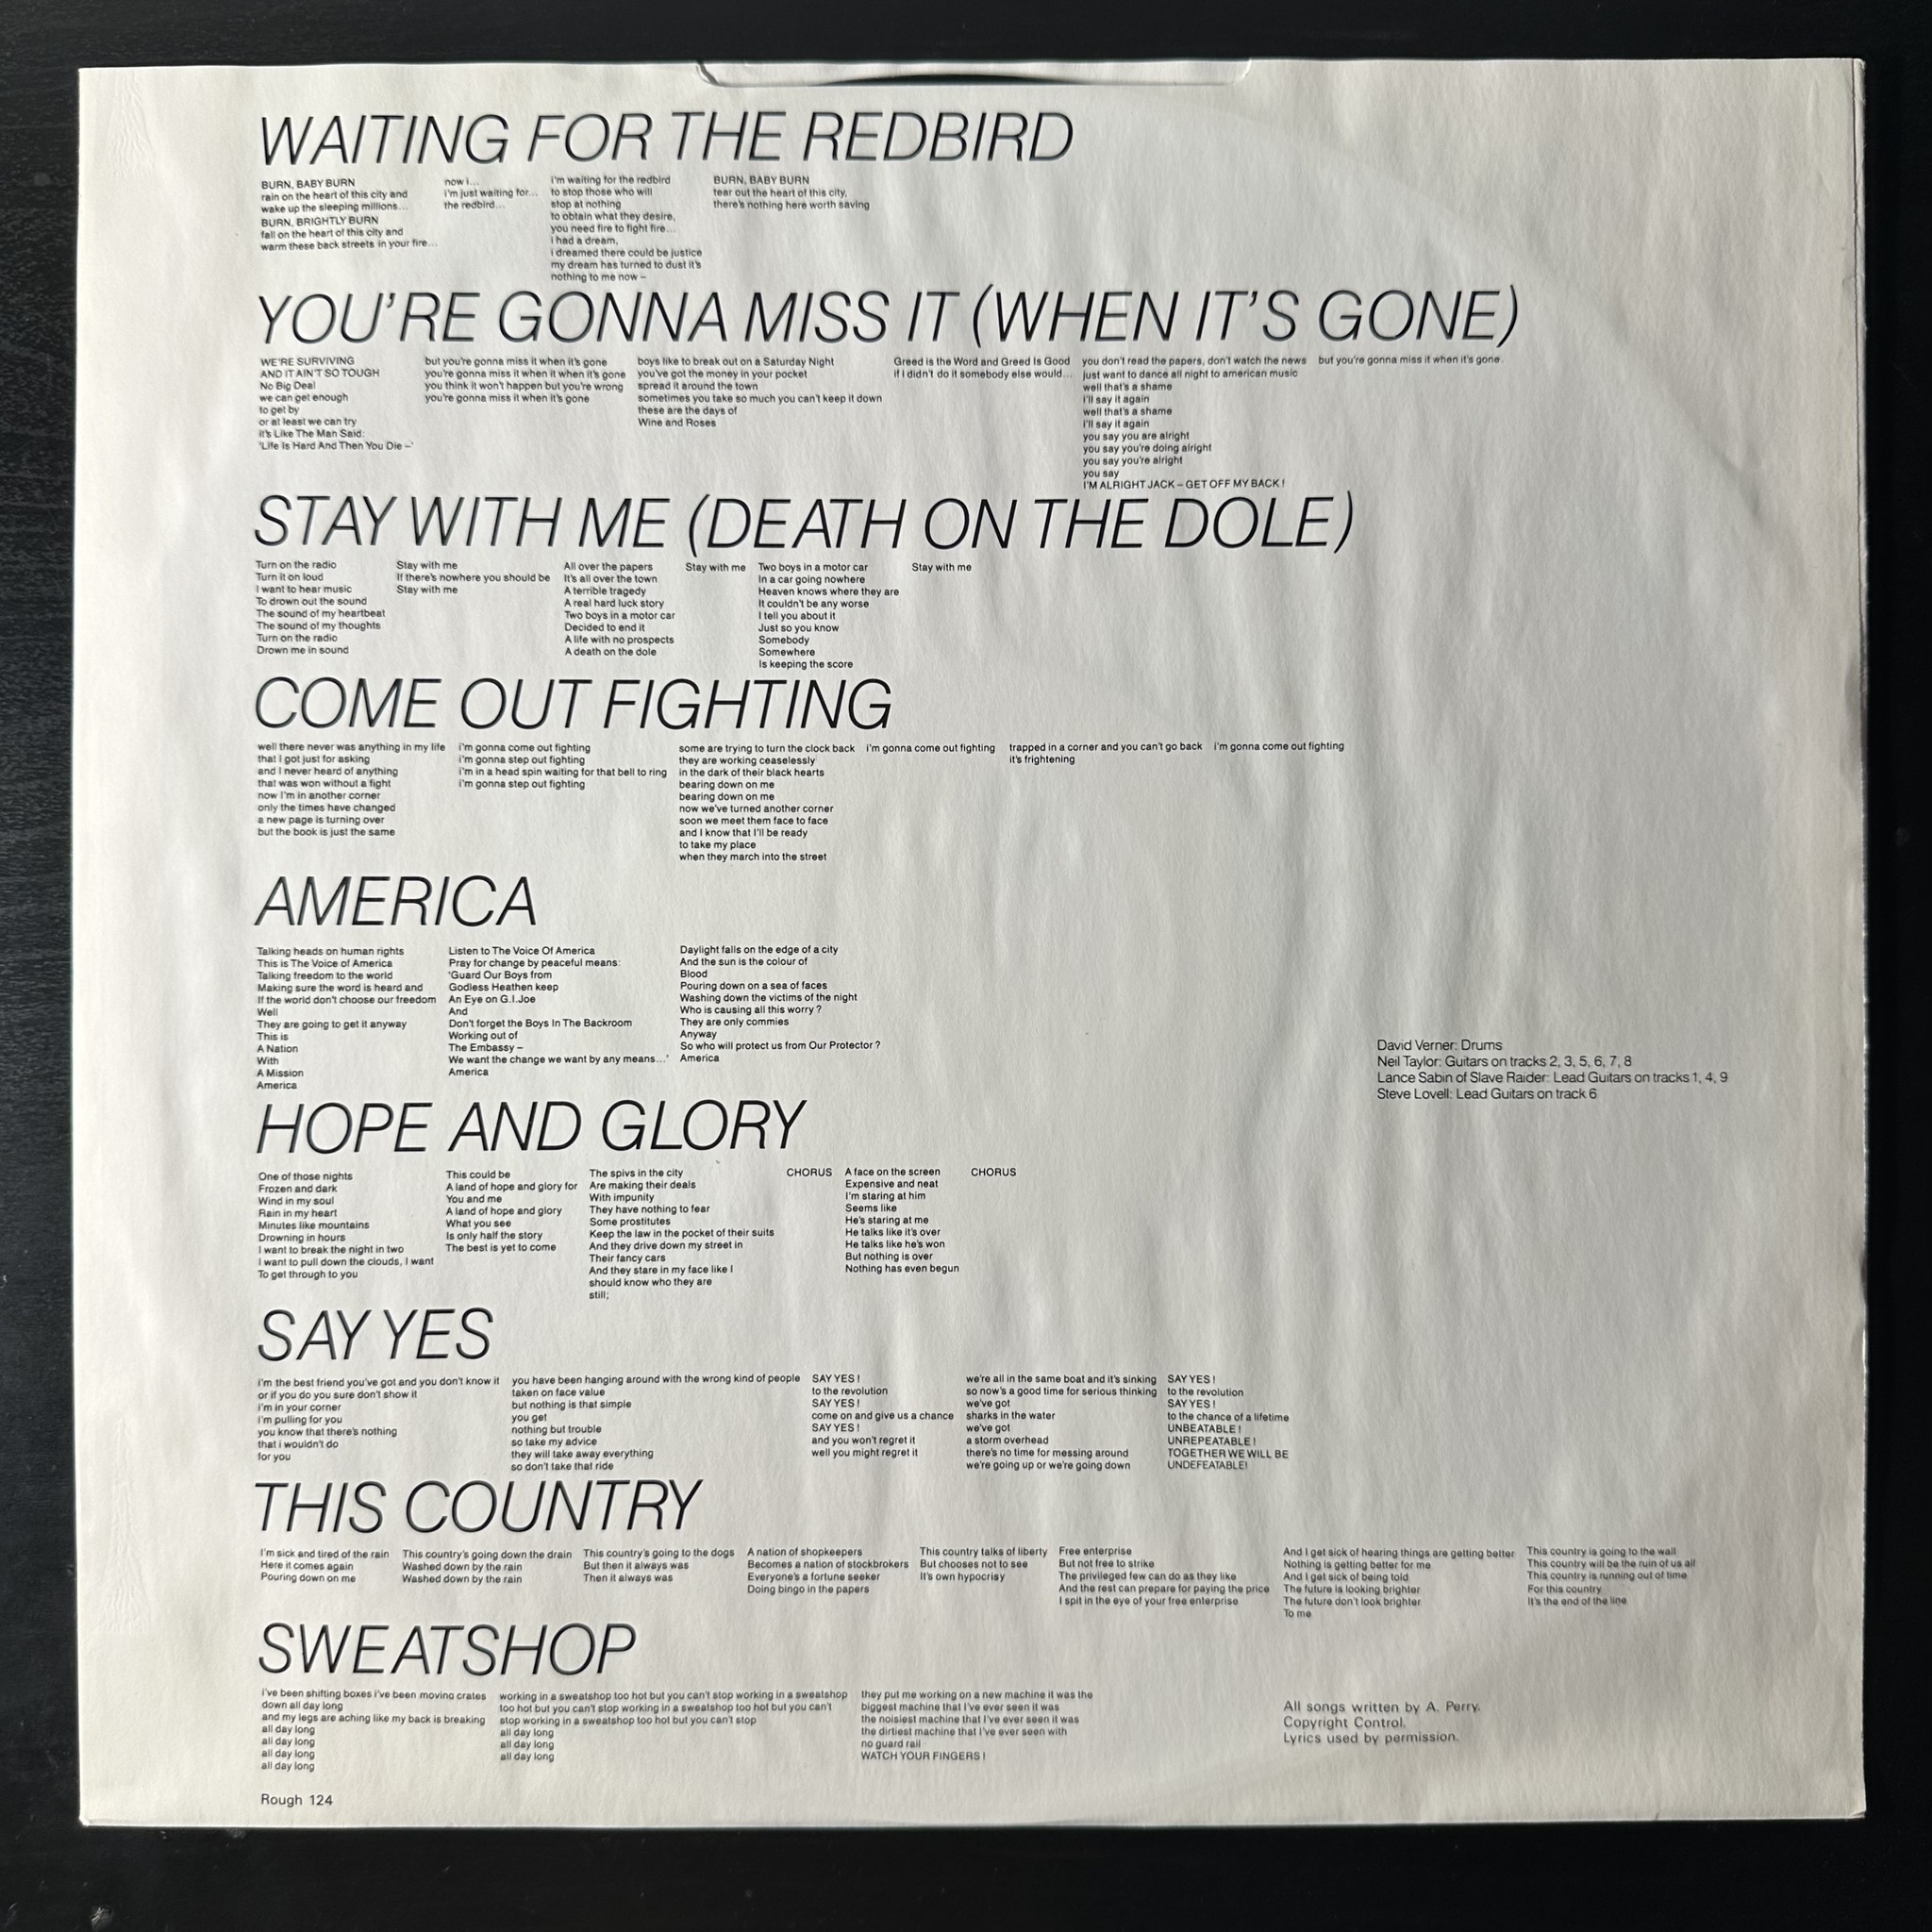 WAITING FOR THE REDBIRD
BURN, BABY BURN
rain on the heart of this city and
wake up the sleeping millions...
BURN, BRIGHTLY BURN
fall on the heart of this city and
warm these back streets in your fire...
now i...
i'm just waiting for...
the redbird...
i'm waiting for the redbird
to stop those who will
stop at nothing
to obtain what they desire,
you need fire to fight fire...
i had a dream,
i dreamed there could be justice
my dream has turned to dust it's
nothing to me now –
BURN, BABY BURN
tear out the heart of this city,
there's nothing here worth saving
YOU'RE GONNA MISS IT (WHEN IT'S GONE)
WE'RE SURVIVING
AND IT AIN'T SO TOUGH
No Big Deal
we can get enough
to get by
or at least we can try
it's Like The Man Said:
'Life Is Hard And Then You Die –'
but you're gonna miss it when it's gone
you're gonna miss it when it when it's gone
you think it won't happen but you're wrong
you're gonna miss it when it's gone
boys like to break out on a Saturday Night
you've got the money in your pocket
spread it around the town
sometimes you take so much you can't keep it down
these are the days of
Wine and Roses
Greed is the Word and Greed Is Good
if I didn't do it somebody else would...
you don't read the papers, don't watch the news
just want to dance all night to american music
well that's a shame
i'll say it again
well that's a shame
i'll say it again
you say you are alright
you say you're doing alright
you say you're alright
you say
I'M ALRIGHT JACK – GET OFF MY BACK!
but you're gonna miss it when it's gone.
STAY WITH ME (DEATH ON THE DOLE)
Turn on the radio
Turn it on loud
I want to hear music
To drown out the sound
The sound of my heartbeat
The sound of my thoughts
Turn on the radio
Drown me in sound
Stay with me
If there's nowhere you should be
Stay with me
All over the papers
It's all over the town
A terrible tragedy
A real hard luck story
Two boys in a motor car
Decided to end it
A life with no prospects
A death on the dole
Stay with me
Two boys in a motor car
In a car going nowhere
Heaven knows where they are
It couldn't be any worse
I tell you about it
Just so you know
Somebody
Somewhere
Is keeping the score
Stay with me
COME OUT FIGHTING
well there never was anything in my life
that I got just for asking
and I never heard of anything
that was won without a fight
now I'm in another corner
only the times have changed
a new page is turning over
but the book is just the same
i'm gonna come out fighting
i'm gonna step out fighting
i'm in a head spin waiting for that bell to ring
i'm gonna step out fighting
some are trying to turn the clock back
they are working ceaselessly
in the dark of their black hearts
bearing down on me
bearing down on me
now we've turned another corner
soon we meet them face to face
and I know that I'll be ready
to take my place
when they march into the street
i'm gonna come out fighting
trapped in a corner and you can't go back
it's frightening
i'm gonna come out fighting
AMERICA
Talking heads on human rights
This is The Voice of America
Talking freedom to the world
Making sure the word is heard and
If the world don't choose our freedom
Well
They are going to get it anyway
This is
A Nation
With
A Mission
America
Listen to The Voice Of America
Pray for change by peaceful means:
'Guard Our Boys from
Godless Heathen keep
An Eye on G.I.Joe
And
Don't forget the Boys In The Backroom
Working out of
The Embassy –
We want the change we want by any means...'
America
Daylight falls on the edge of a city
And the sun is the colour of
Blood
Pouring down on a sea of faces
Washing down the victims of the night
Who is causing all this worry?
They are only commies
Anyway
So who will protect us from Our Protector?
America
David Verner: Drums
Neil Taylor: Guitars on tracks 2, 3, 5, 6, 7, 8
Lance Sabin of Slave Raider: Lead Guitars on tracks 1, 4, 9
Steve Lovell: Lead Guitars on track 6
HOPE AND GLORY
One of those nights
Frozen and dark
Wind in my soul
Rain in my heart
Minutes like mountains
Drowning in hours
I want to break the night in two
I want to pull down the clouds, I want
To get through to you
This could be
A land of hope and glory for
You and me
A land of hope and glory
What you see
Is only half the story
The best is yet to come
The spivs in the city
Are making their deals
With impunity
They have nothing to fear
Some prostitutes
Keep the law in the pocket of their suits
And they drive down my street in
Their fancy cars
And they stare in my face like I
should know who they are
still;
CHORUS
A face on the screen
Expensive and neat
I'm staring at him
Seems like
He's staring at me
He talks like it's over
He talks like he's won
But nothing is over
Nothing has even begun
CHORUS
SAY YES
i'm the best friend you've got and you don't know it
or if you do you sure don't show it
i'm in your corner
i'm pulling for you
you know that there's nothing
that i wouldn't do
for you
you have been hanging around with the wrong kind of people
taken on face value
but nothing is that simple
you get
nothing but trouble
so take my advice
they will take away everything
so don't take that ride
SAY YES!
to the revolution
SAY YES!
come on and give us a chance
SAY YES!
and you won't regret it
well you might regret it
we're all in the same boat and it's sinking
so now's a good time for serious thinking
we've got
sharks in the water
we've got
a storm overhead
there's no time for messing around
we're going up or we're going down
SAY YES!
to the revolution
SAY YES!
to the chance of a lifetime
UNBEATABLE!
UNREPEATABLE!
TOGETHER WE WILL BE
UNDEFEATABLE!
THIS COUNTRY
I'm sick and tired of the rain
Here it comes again
Pouring down on me
This country's going down the drain
Washed down by the rain
Washed down by the rain
This country's going to the dogs
But then it always was
Then it always was
A nation of shopkeepers
Becomes a nation of stockbrokers
Everyone's a fortune seeker
Doing bingo in the papers
This country talks of liberty
But chooses not to see
It's own hypocrisy
Free enterprise
But not free to strike
The privileged few can do as they like
And the rest can prepare for paying the price
I spit in the eye of your free enterprise
And I get sick of hearing things are getting better
Nothing is getting better for me
And I get sick of being told
The future is looking brighter
The future don't look brighter
To me
This country is going to the wall
This country will be the ruin of us all
This country is running out of time
For this country
It's the end of the line
SWEATSHOP
i've been shifting boxes i've been moving crates
down all day long
and my legs are aching like my back is breaking
all day long
all day long
all day long
all day long
working in a sweatshop too hot but you can't stop working in a sweatshop
too hot but you can't stop working in a sweatshop too hot but you can't
stop working in a sweatshop too hot but you can't stop
all day long
all day long
all day long
they put me working on a new machine it was the
biggest machine that I've ever seen it was
the noisiest machine that I've ever seen it was
the dirtiest machine that I've ever seen with
no guard rail
WATCH YOUR FINGERS!
All songs written by A. Perry.
Copyright Control.
Lyrics used by permission.
Rough 124